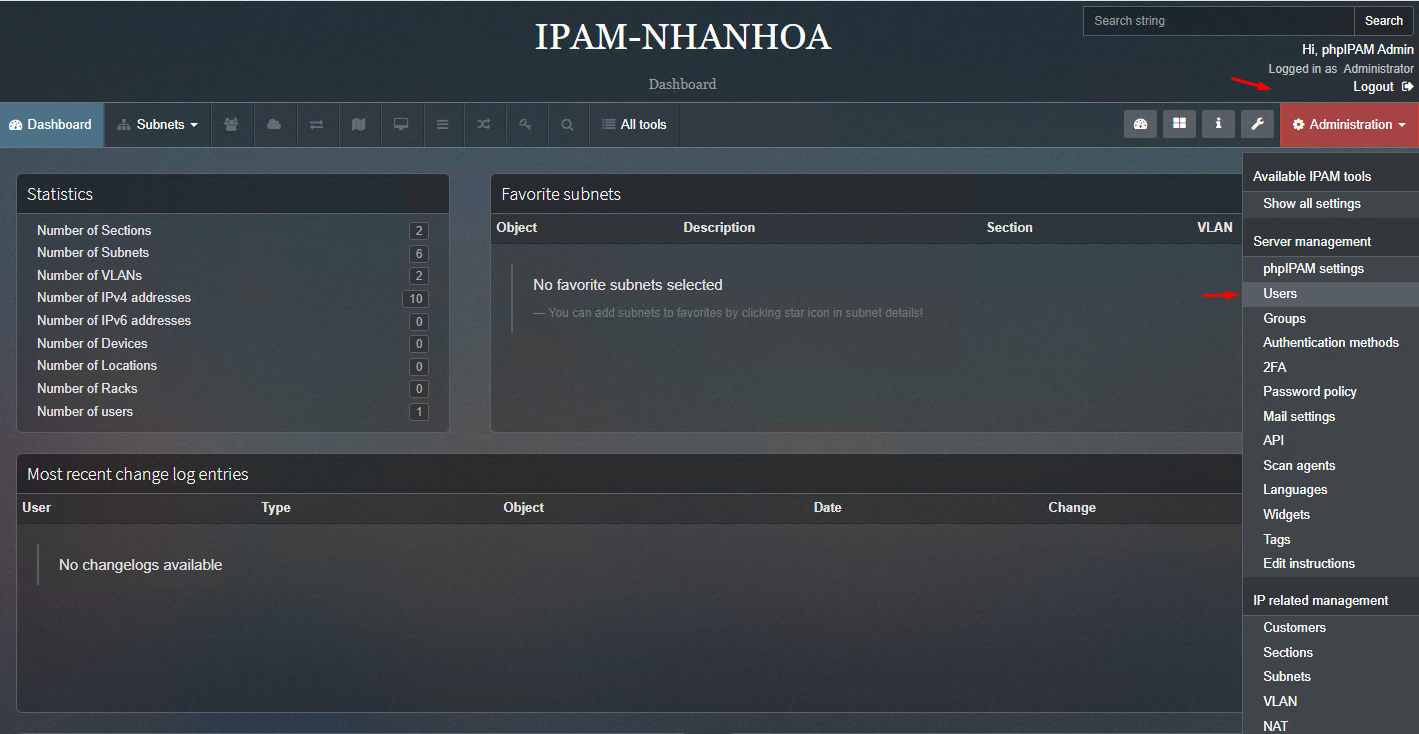 IPAM-NHANHOA
Dashboard
Search string
Search
Hi, phpIPAM Admin
Logged in as Administrator
Logout
Dashboard
Subnets
All tools
Administration
Statistics
Number of Sections 2
Number of Subnets 6
Number of VLANs 2
Number of IPv4 addresses 10
Number of IPv6 addresses 0
Number of Devices 0
Number of Locations 0
Number of Racks 0
Number of users 1
Favorite subnets
Object Description Section VLAN
No favorite subnets selected
— You can add subnets to favorites by clicking star icon in subnet details!
Most recent change log entries
User Type Object Date Change
No changelogs available
Available IPAM tools
Show all settings
Server management
phpIPAM settings
Users
Groups
Authentication methods
2FA
Password policy
Mail settings
API
Scan agents
Languages
Widgets
Tags
Edit instructions
IP related management
Customers
Sections
Subnets
VLAN
NAT